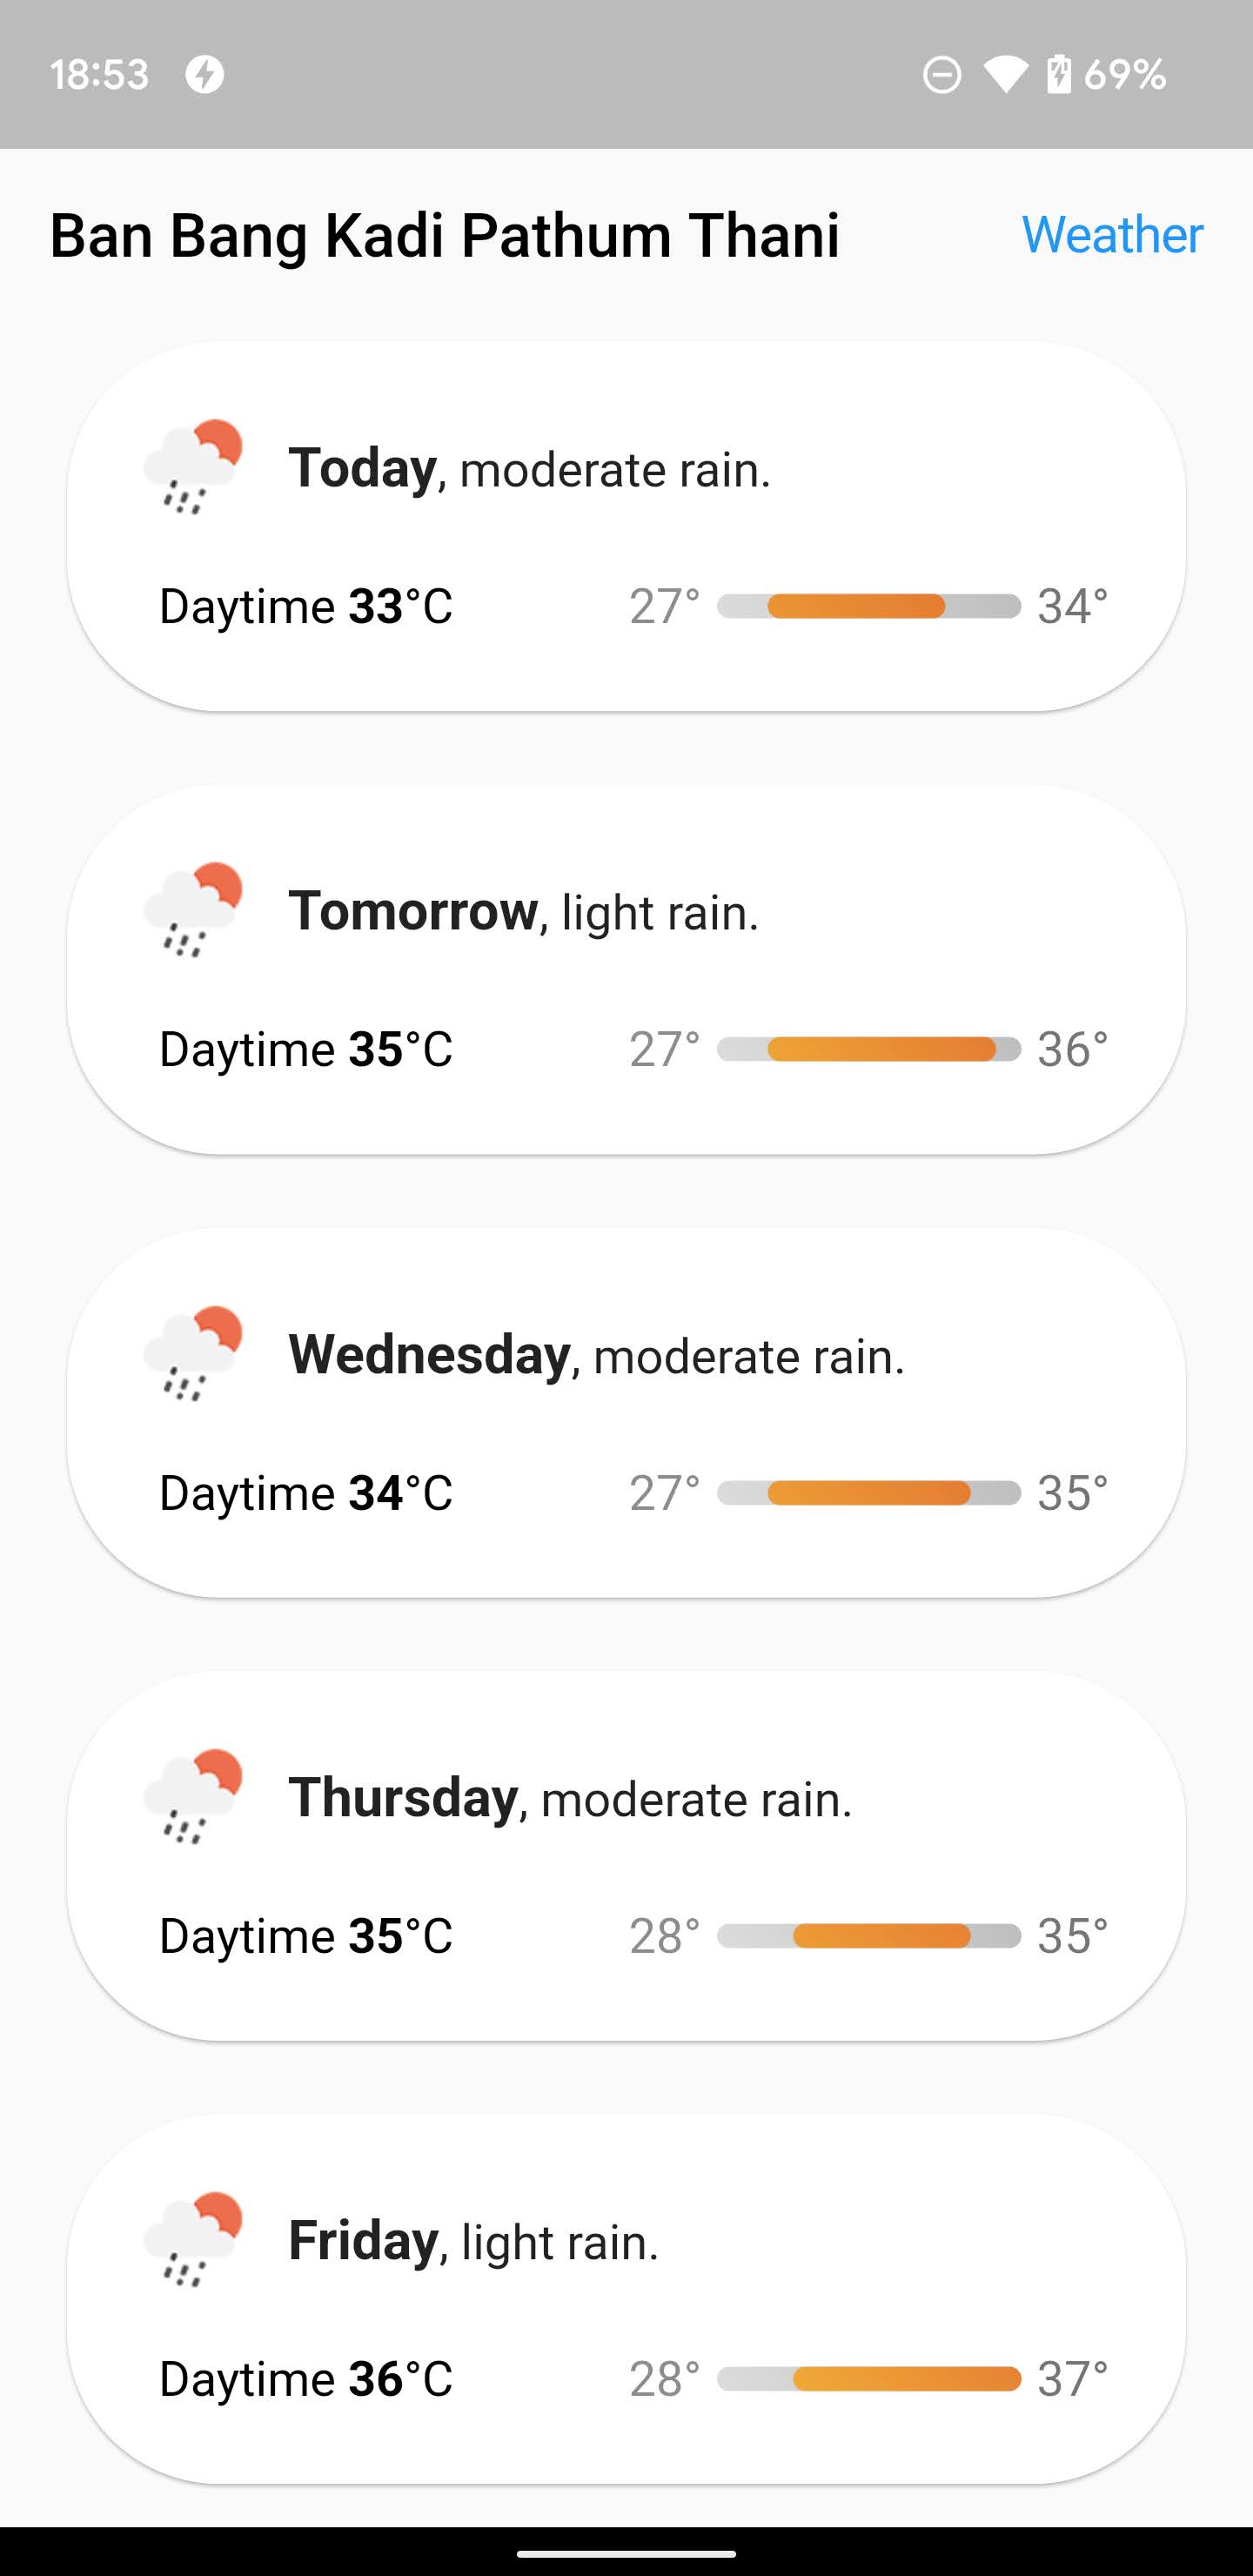 18:53 69%
Ban Bang Kadi Pathum Thani Weather
Today, moderate rain.
Daytime 33°C 27° 34°
Tomorrow, light rain.
Daytime 35°C 27° 36°
Wednesday, moderate rain.
Daytime 34°C 27° 35°
Thursday, moderate rain.
Daytime 35°C 28° 35°
Friday, light rain.
Daytime 36°C 28° 37°